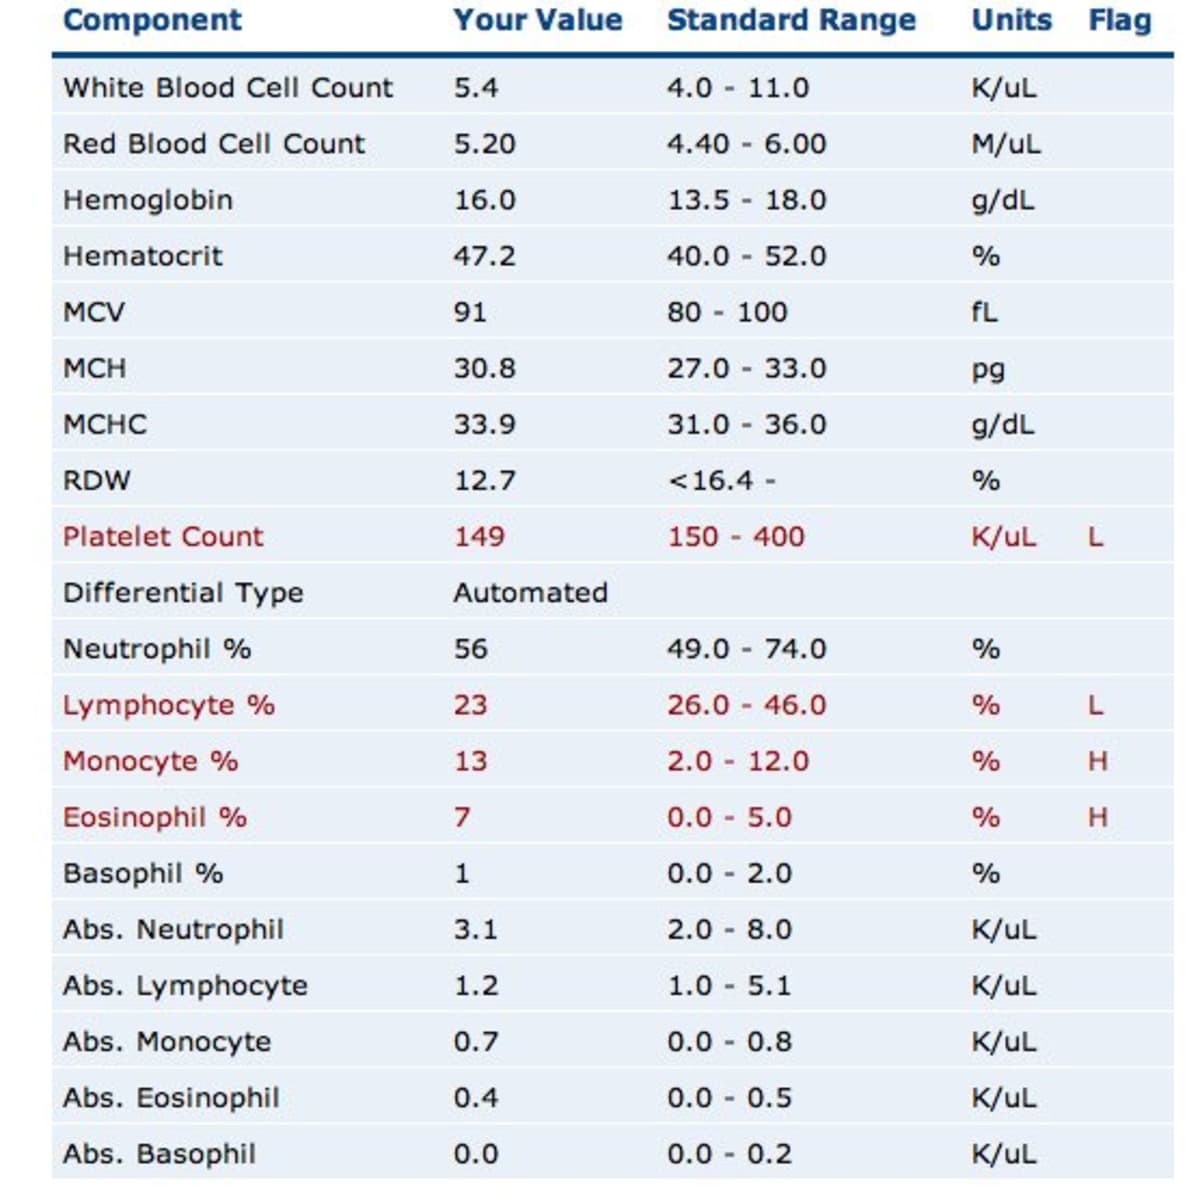 Component Your Value Standard Range Units Flag
White Blood Cell Count 5.4 4.0 - 11.0 K/uL
Red Blood Cell Count 5.20 4.40 - 6.00 M/uL
Hemoglobin 16.0 13.5 - 18.0 g/dL
Hematocrit 47.2 40.0 - 52.0 %
MCV 91 80 - 100 fL
MCH 30.8 27.0 - 33.0 pg
MCHC 33.9 31.0 - 36.0 g/dL
RDW 12.7 <16.4 - %
Platelet Count 149 150 - 400 K/uL L
Differential Type Automated
Neutrophil % 56 49.0 - 74.0 %
Lymphocyte % 23 26.0 - 46.0 % L
Monocyte % 13 2.0 - 12.0 % H
Eosinophil % 7 0.0 - 5.0 % H
Basophil % 1 0.0 - 2.0 %
Abs. Neutrophil 3.1 2.0 - 8.0 K/uL
Abs. Lymphocyte 1.2 1.0 - 5.1 K/uL
Abs. Monocyte 0.7 0.0 - 0.8 K/uL
Abs. Eosinophil 0.4 0.0 - 0.5 K/uL
Abs. Basophil 0.0 0.0 - 0.2 K/uL